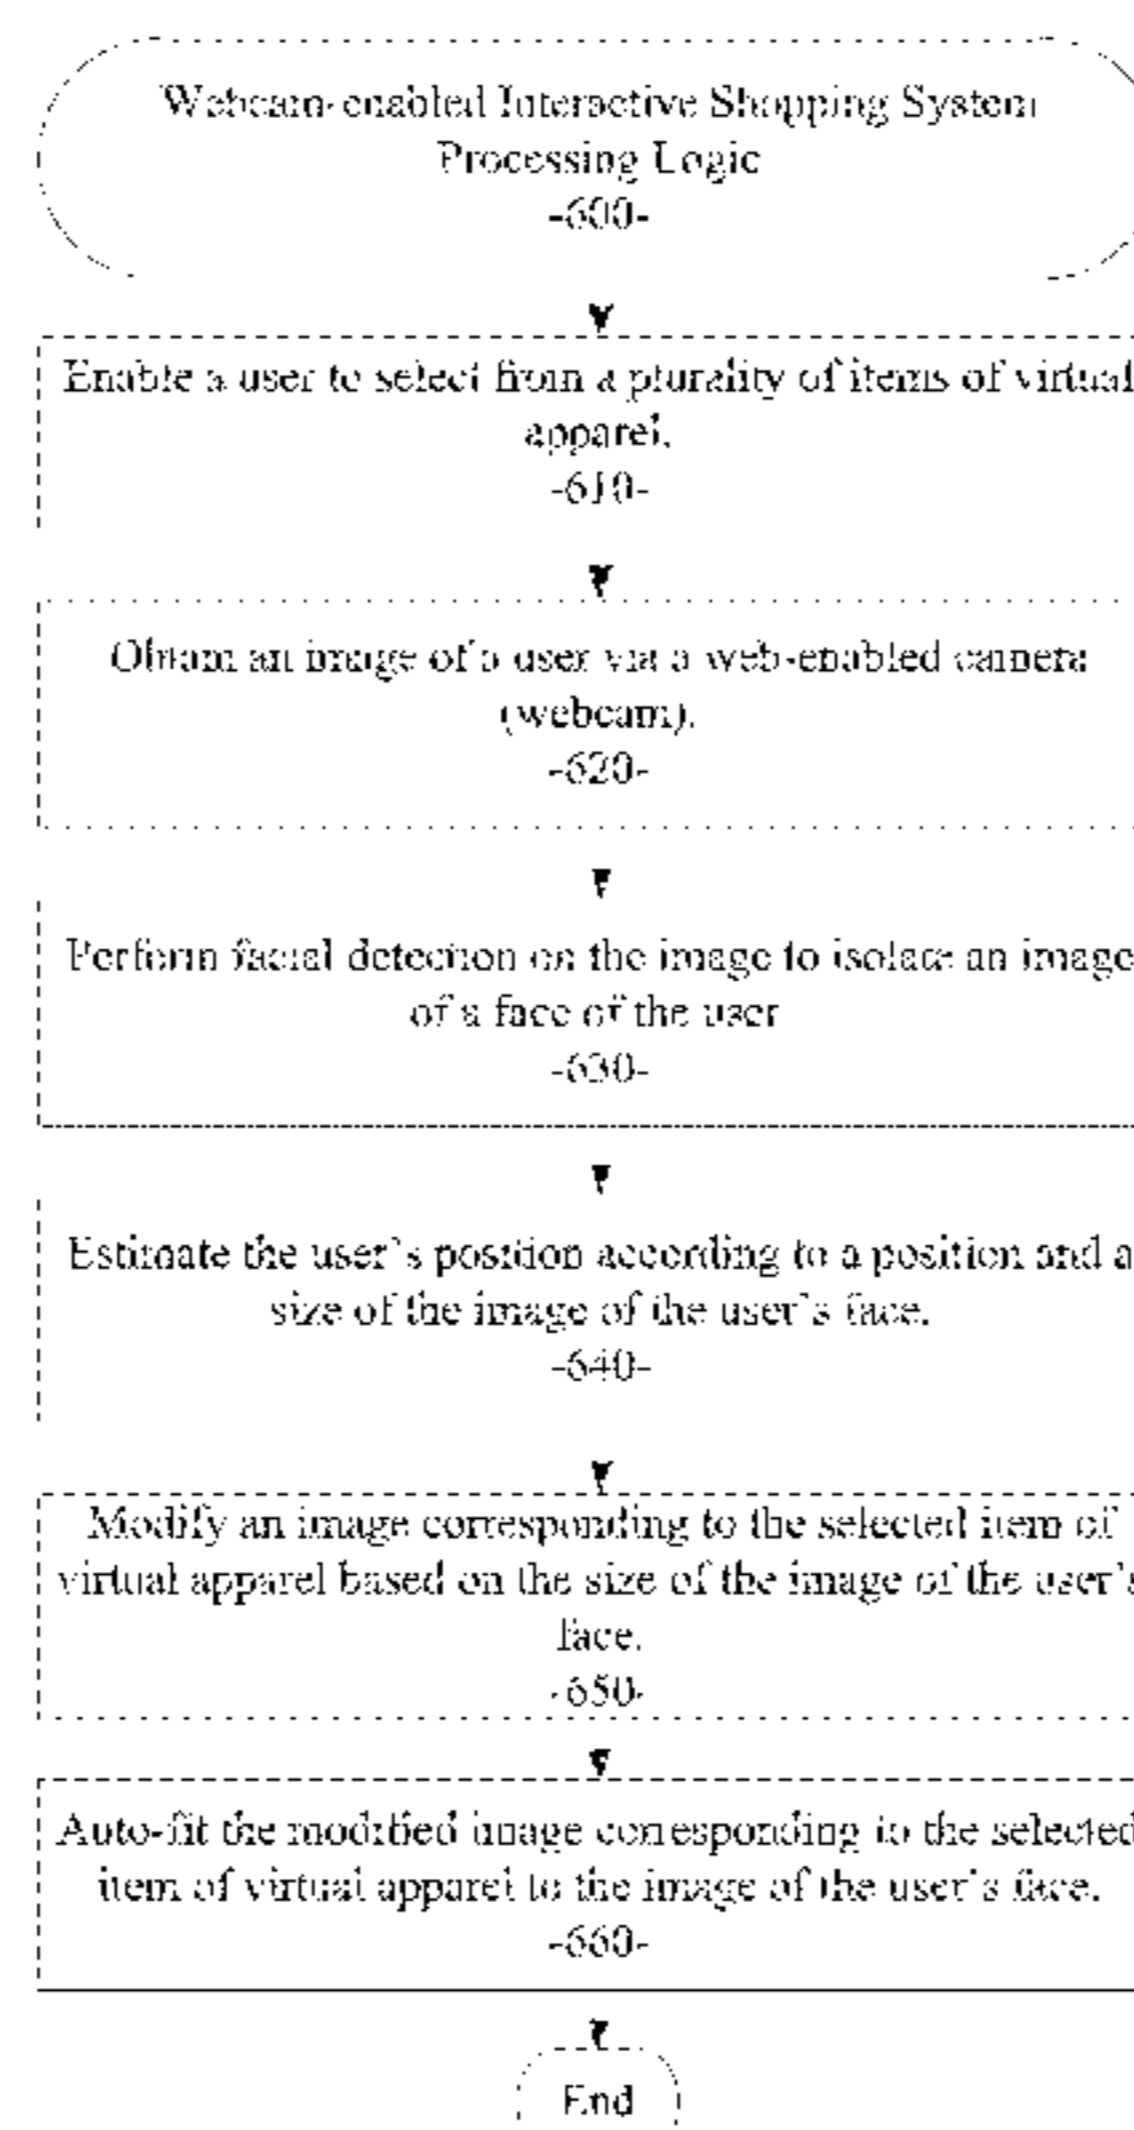 Webcam-enabled Interactive Shopping System
Processing Logic
-600-
Enable a user to select from a plurality of items of virtual
apparel.
-610-
Obtain an image of a user via a web-enabled camera
(webcam).
-620-
Perform facial detection on the image to isolate an image
of a face of the user
-630-
Estimate the user's position according to a position and a
size of the image of the user's face.
-640-
Modify an image corresponding to the selected item of
virtual apparel based on the size of the image of the user's
face.
-650-
Auto-fit the modified image corresponding to the selected
item of virtual apparel to the image of the user's face.
-660-
End